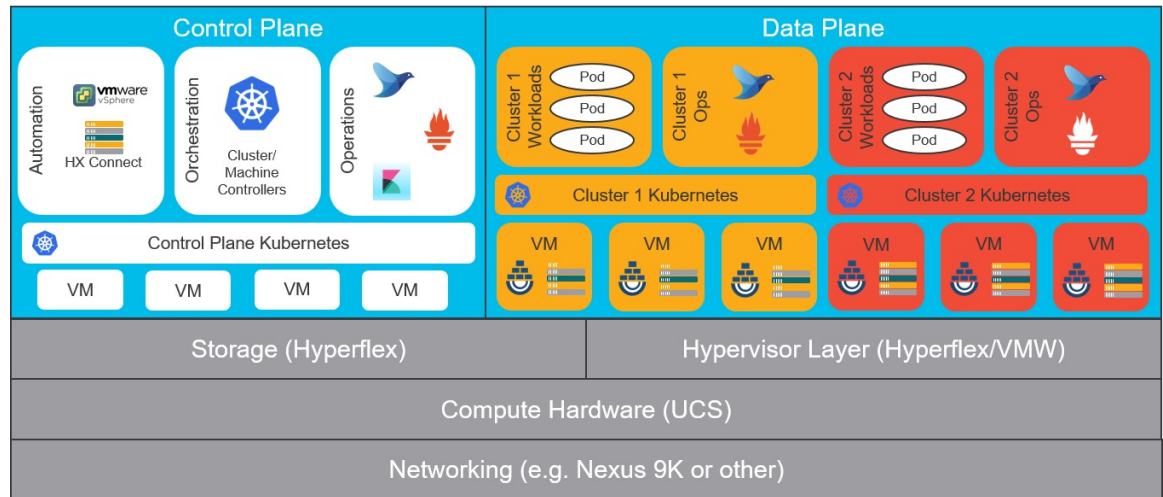 Control Plane
Data Plane
Automation
vmware
vSphere
HX Connect
Orchestration
Cluster/
Machine
Controllers
Operations
Cluster 1
Workloads
Pod
Pod
Pod
Cluster 1
Ops
Cluster 2
Workloads
Pod
Pod
Pod
Cluster 2
Ops
Control Plane Kubernetes
Cluster 1 Kubernetes
Cluster 2 Kubernetes
VM
VM
VM
VM
VM
VM
VM
VM
VM
VM
Storage (Hyperflex)
Hypervisor Layer (Hyperflex/VMW)
Compute Hardware (UCS)
Networking (e.g. Nexus 9K or other)